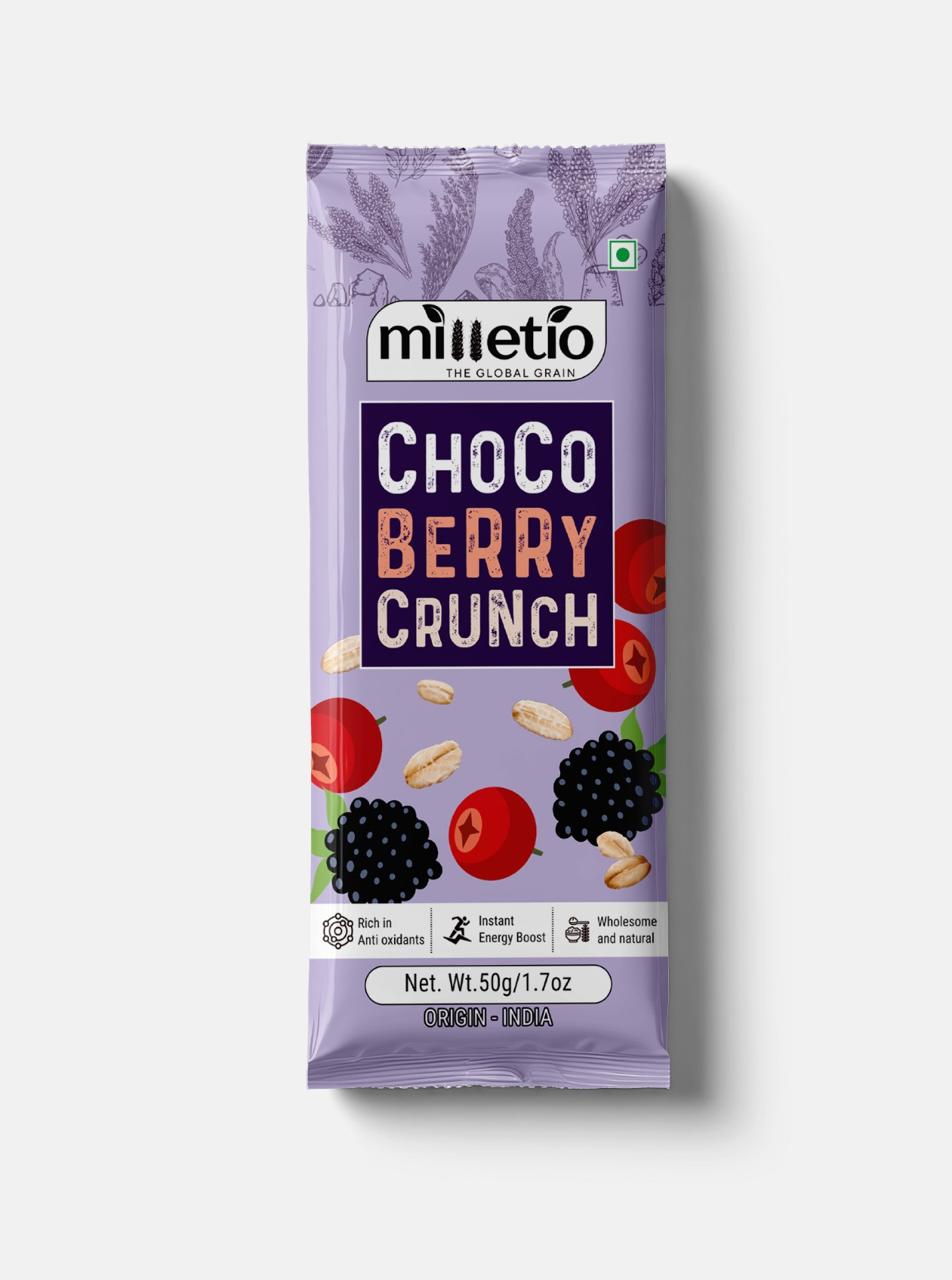 milletio
THE GLOBAL GRAIN
CHOCO
BERRY
CRUNCH
Rich in
Anti oxidants
Instant
Energy Boost
Wholesome
and natural
Net. Wt.50g/1.7oz
ORIGIN - INDIA